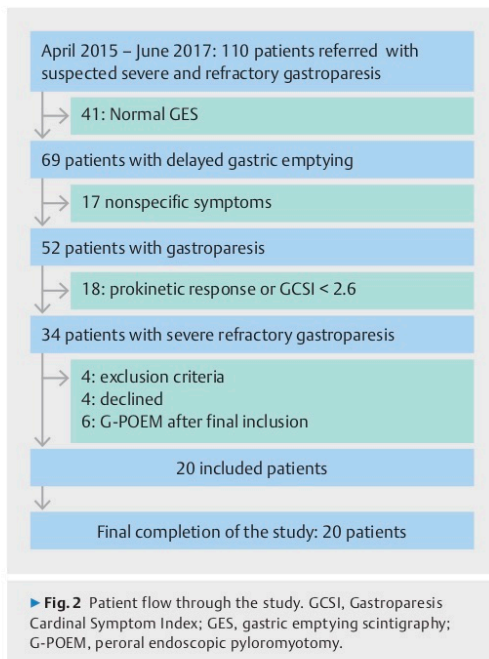 April 2015 – June 2017: 110 patients referred with
suspected severe and refractory gastroparesis
41: Normal GES
69 patients with delayed gastric emptying
17 nonspecific symptoms
52 patients with gastroparesis
18: prokinetic response or GCSI < 2.6
34 patients with severe refractory gastroparesis
4: exclusion criteria
4: declined
6: G-POEM after final inclusion
20 included patients
Final completion of the study: 20 patients
▶ Fig. 2 Patient flow through the study. GCSI, Gastroparesis
Cardinal Symptom Index; GES, gastric emptying scintigraphy;
G-POEM, peroral endoscopic pyloromyotomy.